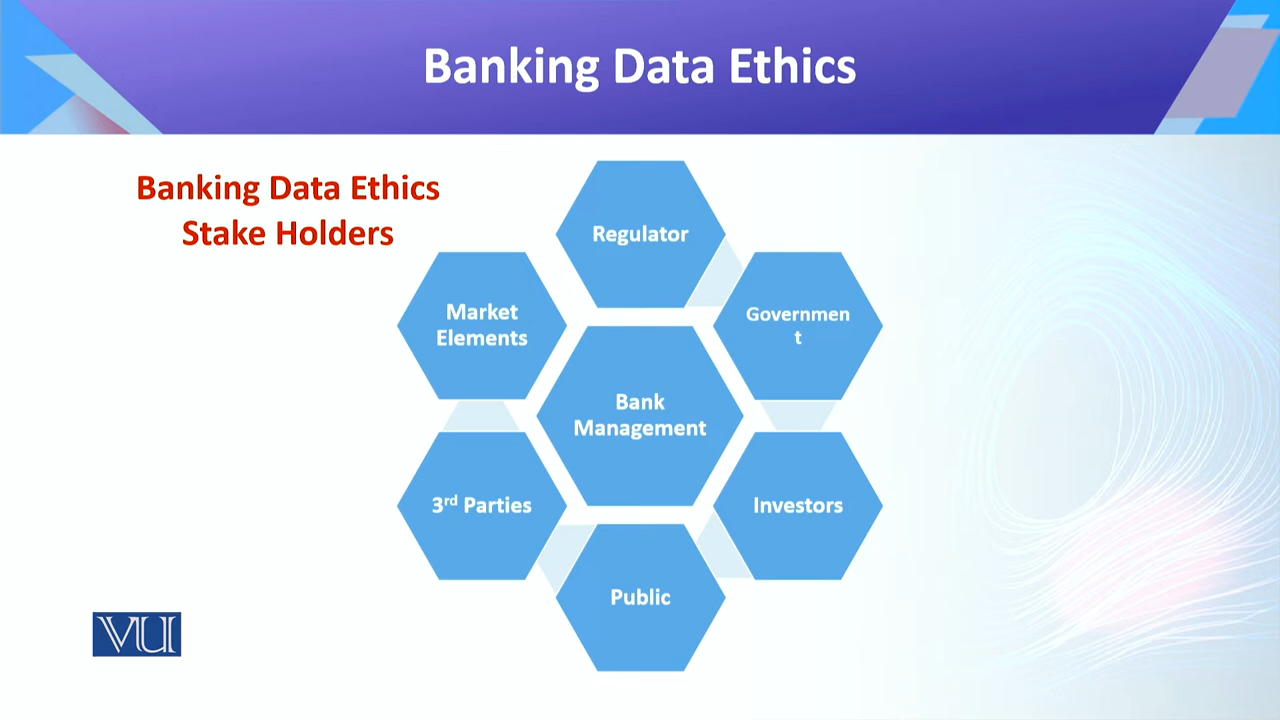 Banking Data Ethics
Banking Data Ethics
Stake Holders
Regulator
Governmen
t
Investors
Public
3rd Parties
Market
Elements
Bank
Management
VU